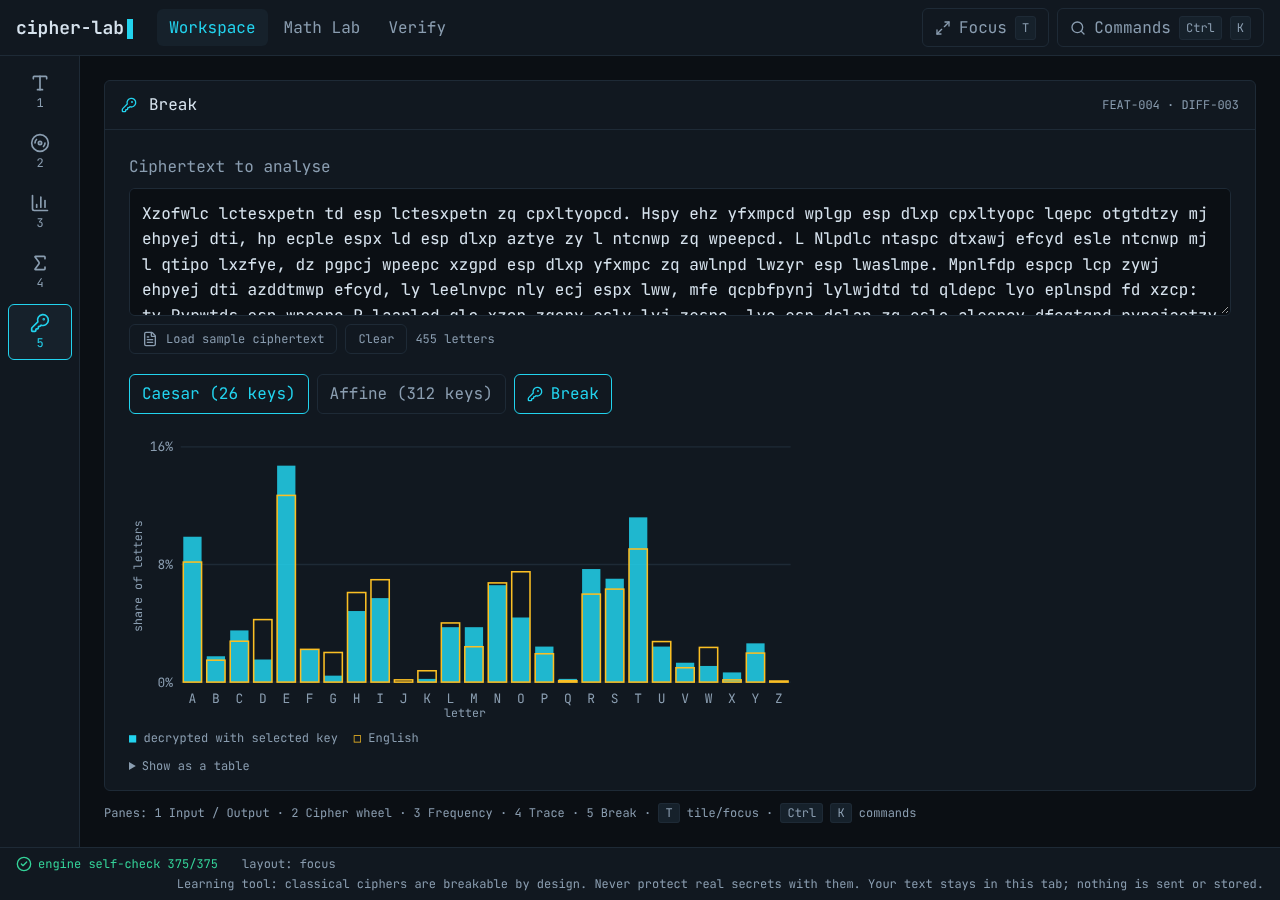 cipher-lab
Workspace
Math Lab
Verify
Focus T
Commands Ctrl K
1
2
3
4
5
Break
FEAT-004 · DIFF-003
Ciphertext to analyse
Xzofwlc lctesxpetn td esp lctesxpetn zq cpxltyopcd. Hspy ehz yfxmpcd wplgp esp dlxp cpxltyopc lqepc otgtdtzy mj
ehpyej dti, hp ecple espx ld esp dlxp aztye zy l ntcnwp zq wpeepcd. L Nlpdlc ntaspc dtxawj efcyd esle ntcnwp mj
l qtipo lxzfye, dz pgpcj wpeepc xzgpd esp dlxp yfxmpc zq awlnpd lwzyr esp lwaslmpe. Mpnlfdp espcp lcp zywj
ehpyej dti azddtmwp efcyd, ly leelnvpc nly ecj espx lww, mfe qcpbfpynj lylwjdtd td qldepc lyo eplnspd fd xzcp:
Load sample ciphertext
Clear
455 letters
Caesar (26 keys)
Affine (312 keys)
Break
16%
8%
0%
share of letters
A B C D E F G H I J K L M N O P Q R S T U V W X Y Z
letter
decrypted with selected key
English
Show as a table
Panes: 1 Input / Output · 2 Cipher wheel · 3 Frequency · 4 Trace · 5 Break · T tile/focus · Ctrl K commands
engine self-check 375/375
layout: focus
Learning tool: classical ciphers are breakable by design. Never protect real secrets with them. Your text stays in this tab; nothing is sent or stored.